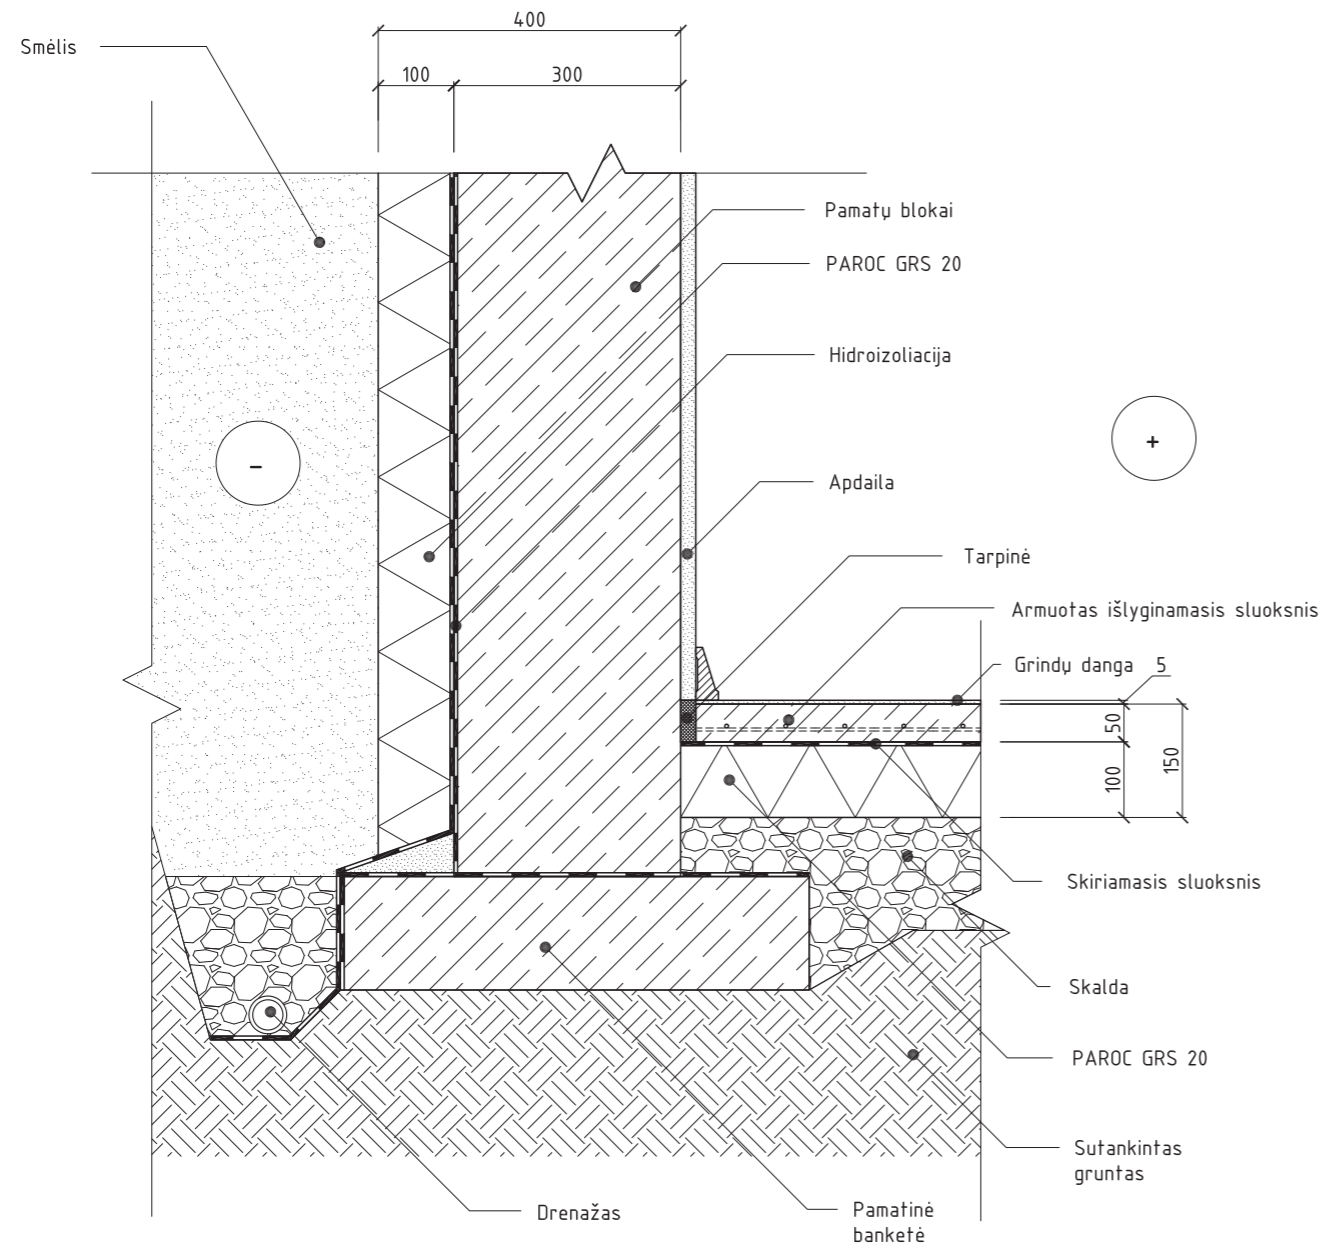 400
Smėlis
100
300
Pamatų blokai
PAROC GRS 20
Hidroizoliacija
-
+
Apdaila
Tarpinė
Armuotas išlyginamasis sluoksnis
Grindų danga
5
50
100
150
Skiriamasis sluoksnis
Skalda
PAROC GRS 20
Sutankintas
gruntas
Drenažas
Pamatinė
banketė